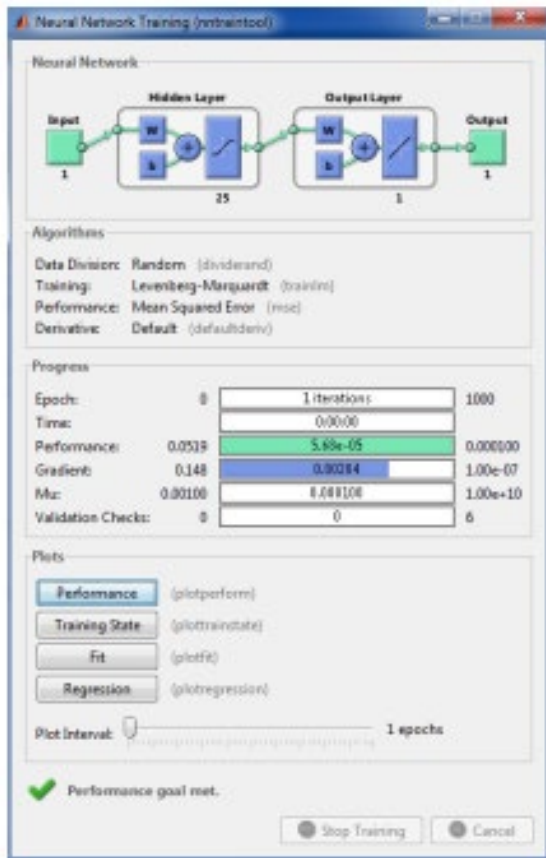 Neural Network Training (nntraintool)
Neural Network
Hidden Layer
Output Layer
Input
Output
W
b
+
W
b
+
1
25
1
1
Algorithms
Data Division: Random (dividerand)
Training: Levenberg-Marquardt (trainlm)
Performance: Mean Squared Error (mse)
Derivative: Default (defaultderiv)
Progress
Epoch: 0 1 iterations 1000
Time: 0:00:00
Performance: 0.0519 5.68e-05 0.000100
Gradient: 0.148 0.00284 1.00e-07
Mu: 0.00100 0.000100 1.00e+10
Validation Checks: 0 0 6
Plots
Performance (plotperform)
Training State (plottrainstate)
Fit (plotfit)
Regression (plotregression)
Plot Interval: 1 epochs
Performance goal met.
Stop Training Cancel